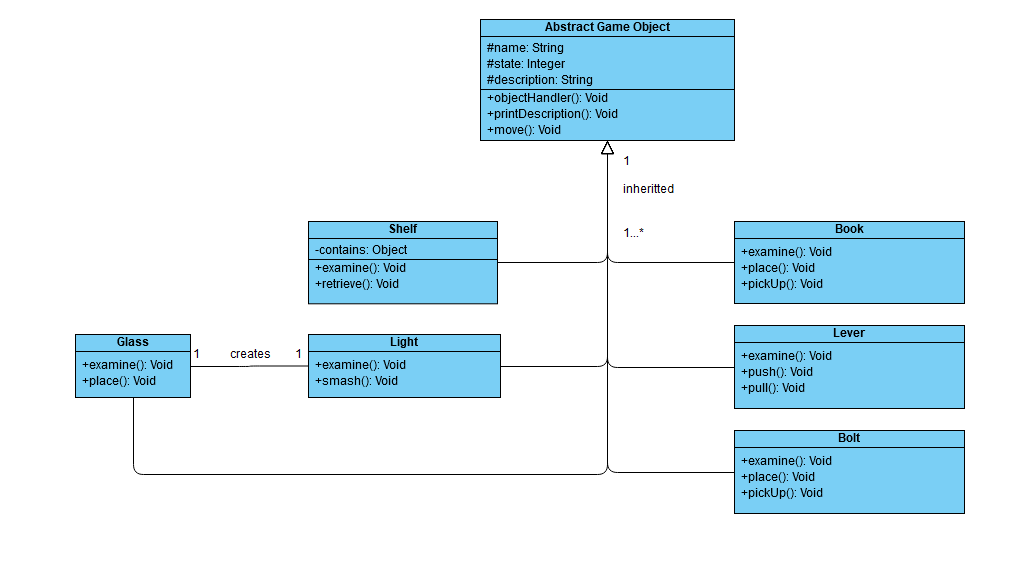 Abstract Game Object
#name: String
#state: Integer
#description: String
+objectHandler(): Void
+printDescription(): Void
+move(): Void
1
inheritted
1...*
Shelf
-contains: Object
+examine(): Void
+retrieve(): Void
Book
+examine(): Void
+place(): Void
+pickUp(): Void
Glass
+examine(): Void
+place(): Void
1 creates 1
Light
+examine(): Void
+smash(): Void
Lever
+examine(): Void
+push(): Void
+pull(): Void
Bolt
+examine(): Void
+place(): Void
+pickUp(): Void